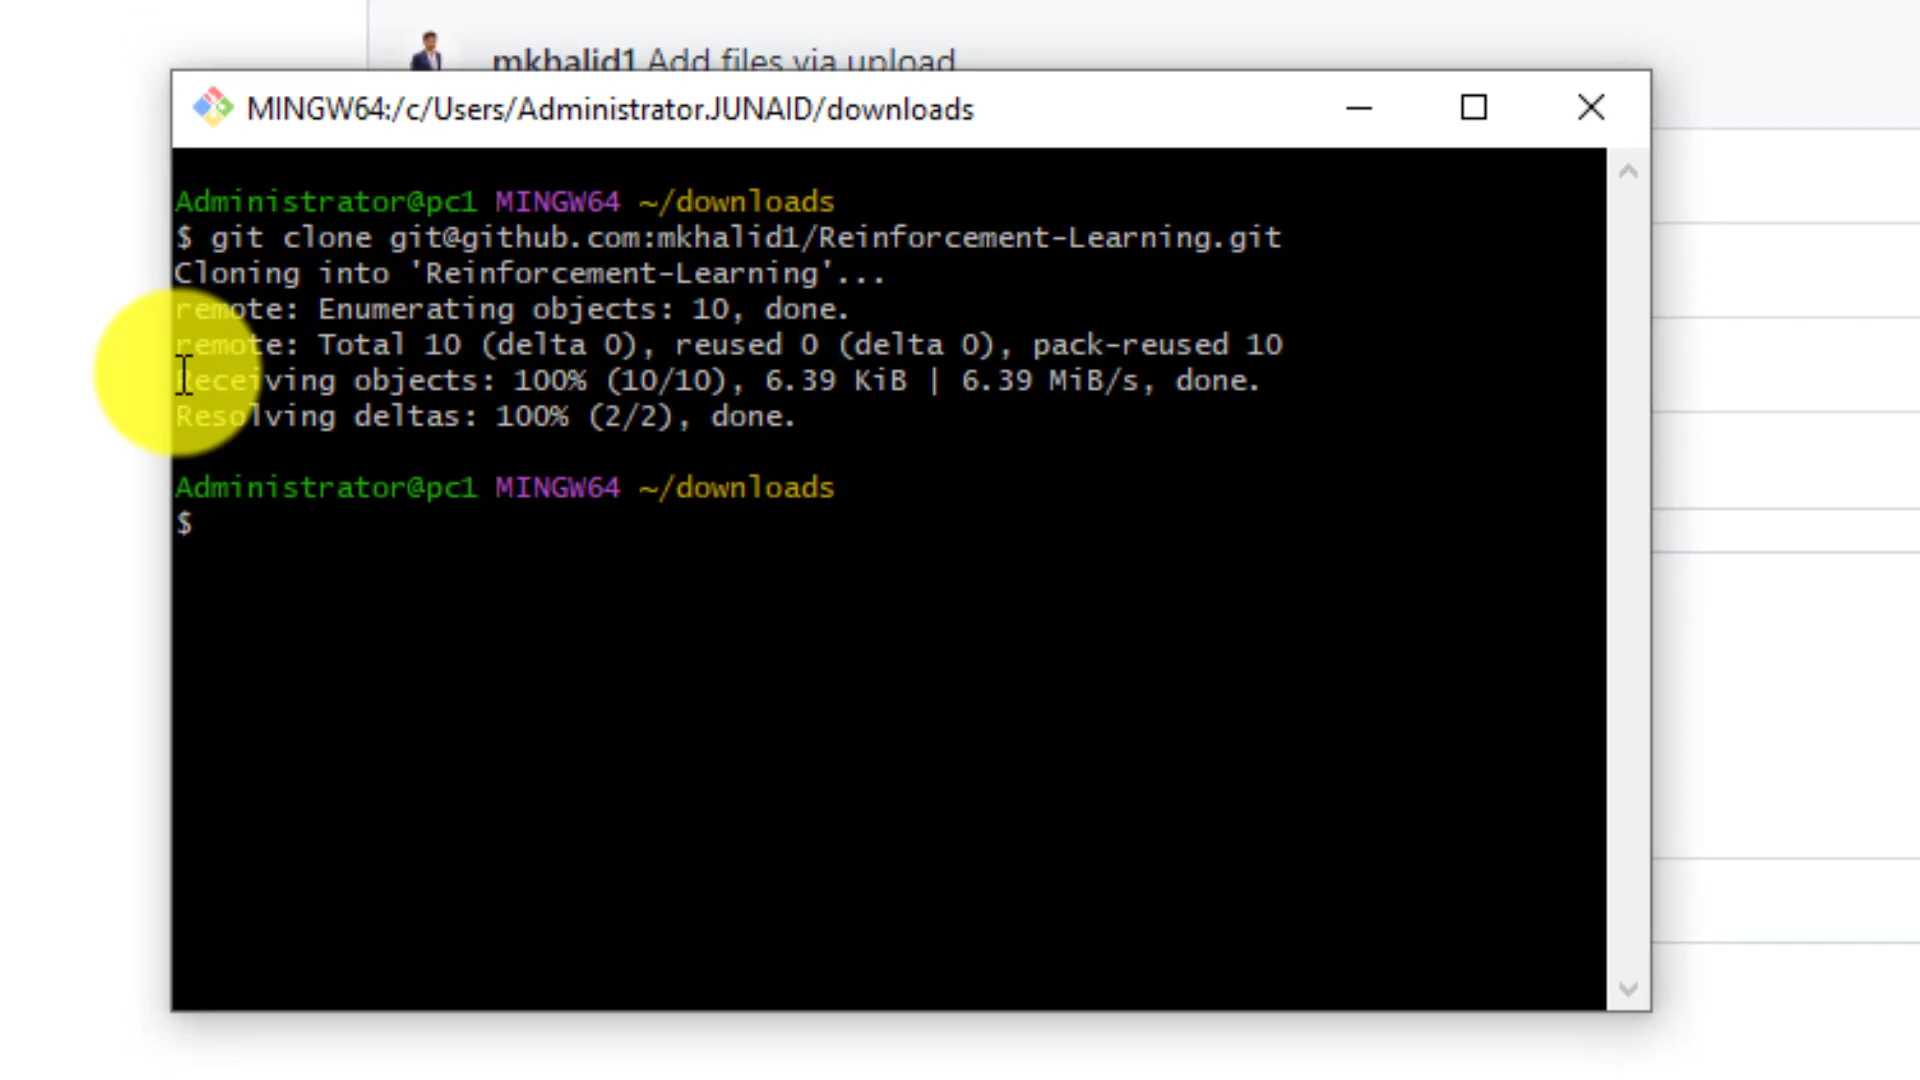 mkhalid1 Add files via upload
MINGW64:/c/Users/Administrator.JUNAID/downloads
Administrator@pc1 MINGW64 ~/downloads
$ git clone git@github.com:mkhalid1/Reinforcement-Learning.git
Cloning into 'Reinforcement-Learning'...
remote: Enumerating objects: 10, done.
remote: Total 10 (delta 0), reused 0 (delta 0), pack-reused 10
Receiving objects: 100% (10/10), 6.39 KiB | 6.39 MiB/s, done.
Resolving deltas: 100% (2/2), done.
Administrator@pc1 MINGW64 ~/downloads
$